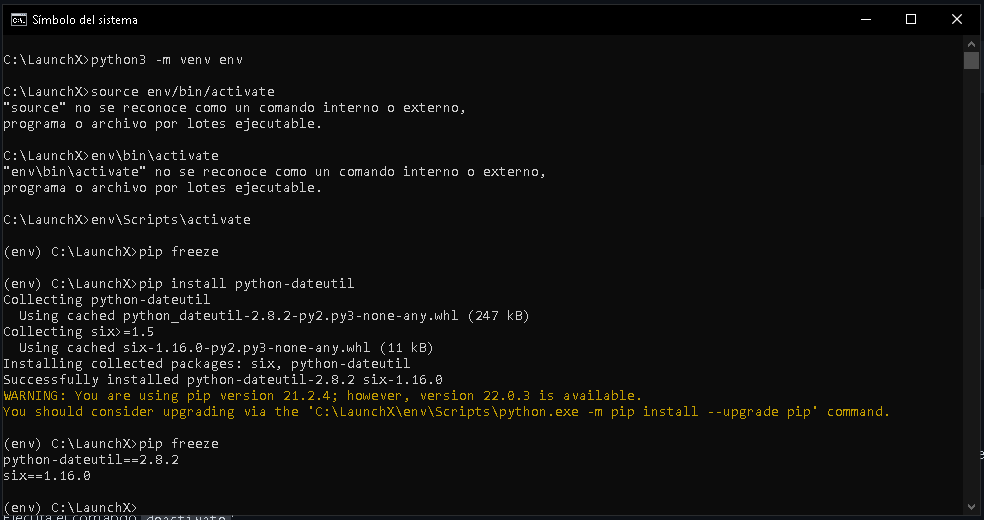 Símbolo del sistema
C:\LaunchX>python3 -m venv env
C:\LaunchX>source env/bin/activate
"source" no se reconoce como un comando interno o externo,
programa o archivo por lotes ejecutable.
C:\LaunchX>env\bin\activate
"env\bin\activate" no se reconoce como un comando interno o externo,
programa o archivo por lotes ejecutable.
C:\LaunchX>env\Scripts\activate
(env) C:\LaunchX>pip freeze
(env) C:\LaunchX>pip install python-dateutil
Collecting python-dateutil
  Using cached python_dateutil-2.8.2-py2.py3-none-any.whl (247 kB)
Collecting six>=1.5
  Using cached six-1.16.0-py2.py3-none-any.whl (11 kB)
Installing collected packages: six, python-dateutil
Successfully installed python-dateutil-2.8.2 six-1.16.0
WARNING: You are using pip version 21.2.4; however, version 22.0.3 is available.
You should consider upgrading via the 'C:\LaunchX\env\Scripts\python.exe -m pip install --upgrade pip' command.
(env) C:\LaunchX>pip freeze
python-dateutil==2.8.2
six==1.16.0
(env) C:\LaunchX>